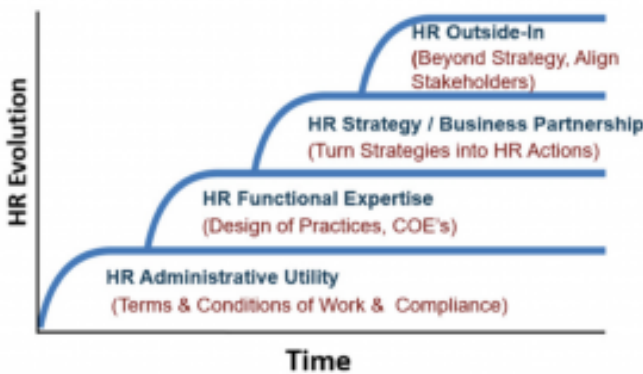 HR Outside-In
(Beyond Strategy, Align
Stakeholders)
HR Strategy / Business Partnership
(Turn Strategies into HR Actions)
HR Functional Expertise
(Design of Practices, COE's)
HR Administrative Utility
(Terms & Conditions of Work & Compliance)
HR Evolution
Time